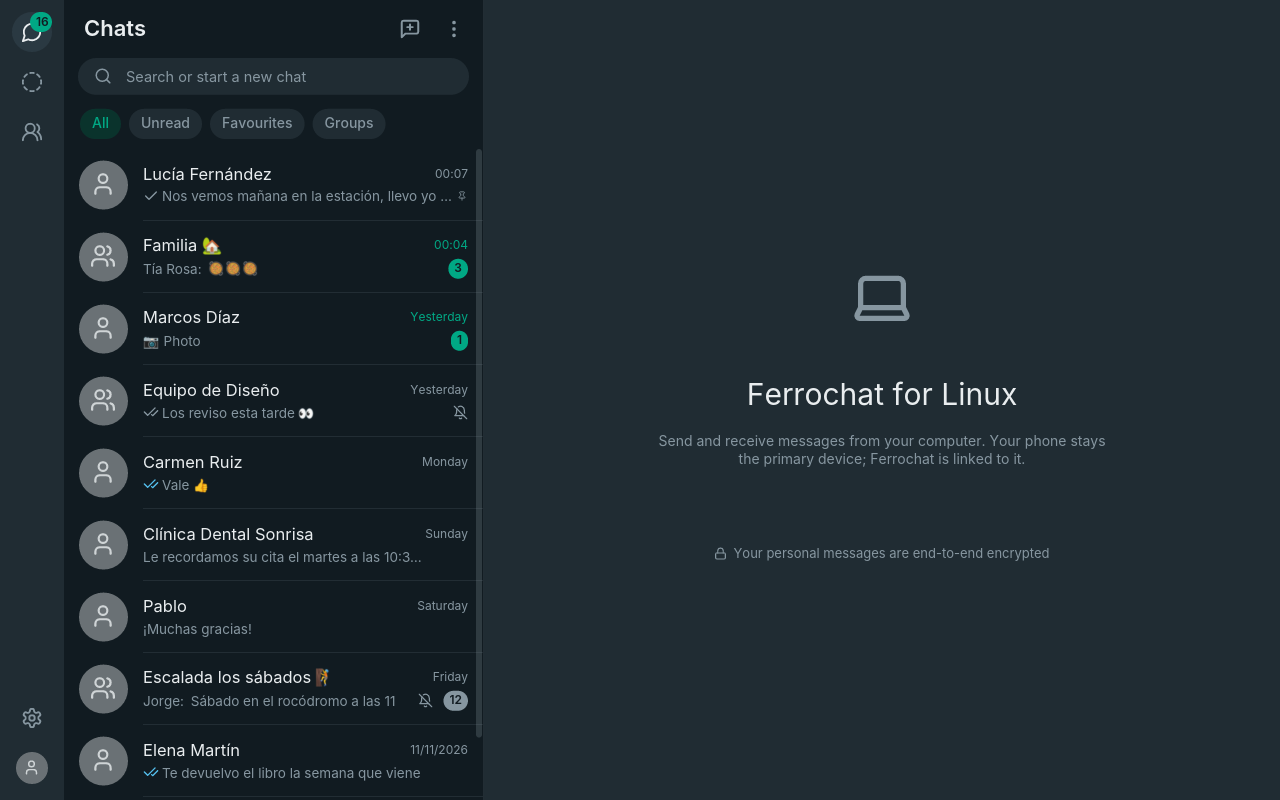 16
Chats
Search or start a new chat
All
Unread
Favourites
Groups
Lucía Fernández
00:07
Nos vemos mañana en la estación, llevo yo ...
Familia 🏡
00:04
Tía Rosa: 🥘🥘🥘
3
Marcos Díaz
Yesterday
📷 Photo
1
Equipo de Diseño
Yesterday
Los reviso esta tarde 👀
Carmen Ruiz
Monday
Vale 👍
Clínica Dental Sonrisa
Sunday
Le recordamos su cita el martes a las 10:3...
Pablo
Saturday
¡Muchas gracias!
Escalada los sábados 🧗
Friday
Jorge: Sábado en el rocódromo a las 11
12
Elena Martín
11/11/2026
Te devuelvo el libro la semana que viene
Ferrochat for Linux
Send and receive messages from your computer. Your phone stays
the primary device; Ferrochat is linked to it.
Your personal messages are end-to-end encrypted